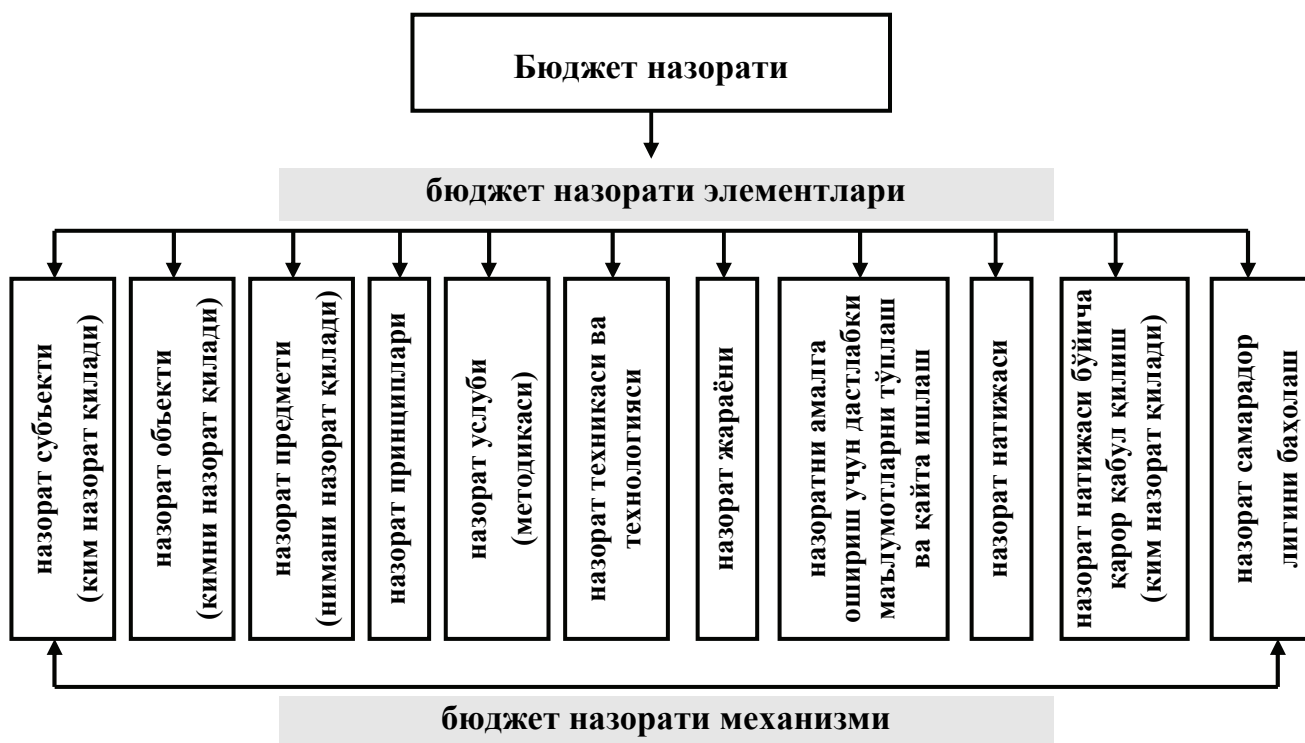 Бюджет назорати
бюджет назорати элементлари
назорат субъекти
(ким назорат қилади)
назорат объекти
(кимни назорат қилади)
назорат предмети
(нимани назорат қилади)
назорат принциплари
назорат услуби
(методикаси)
назорат техникаси ва
технологияси
назорат жараёни
назоратни амалга
ошириш учун дастлабки
маълумотларни тўплаш
ва қайта ишлаш
назорат натижаси
назорат натижаси бўйича
қарор қабул қилиш
(ким назорат қилади)
назорат самарадор
лигини баҳолаш
бюджет назорати механизми